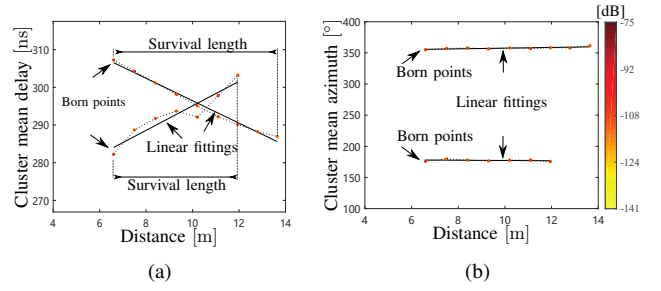 Cluster mean delay [ns]
307
300
290
280
270
Survival length
Born points
Linear fittings
Survival length
4 6 8 10 12 14
Distance [m]
(a)
Cluster mean azimuth [°]
400
350
300
250
200
150
100
Born points
Linear fittings
Born points
4 6 8 10 12 14
Distance [m]
(b)
[dB]
-75
-92
-108
-124
-141